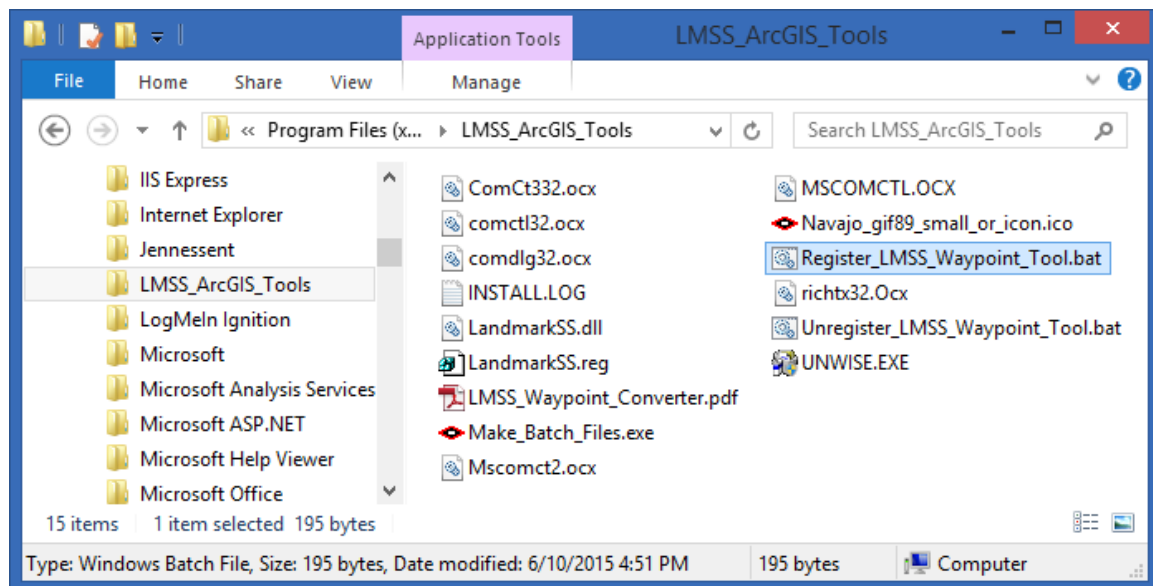 Application Tools
LMSS_ArcGIS_Tools
File
Home
Share
View
Manage
« Program Files (x...
LMSS_ArcGIS_Tools
Search LMSS_ArcGIS_Tools
IIS Express
Internet Explorer
Jennessent
LMSS_ArcGIS_Tools
LogMeIn Ignition
Microsoft
Microsoft Analysis Services
Microsoft ASP.NET
Microsoft Help Viewer
Microsoft Office
ComCt332.ocx
comctl32.ocx
comdlg32.ocx
INSTALL.LOG
LandmarkSS.dll
LandmarkSS.reg
LMSS_Waypoint_Converter.pdf
Make_Batch_Files.exe
Mscomct2.ocx
MSCOMCTL.OCX
Navajo_gif89_small_or_icon.ico
Register_LMSS_Waypoint_Tool.bat
richtx32.Ocx
Unregister_LMSS_Waypoint_Tool.bat
UNWISE.EXE
15 items
1 item selected 195 bytes
Type: Windows Batch File, Size: 195 bytes, Date modified: 6/10/2015 4:51 PM
195 bytes
Computer